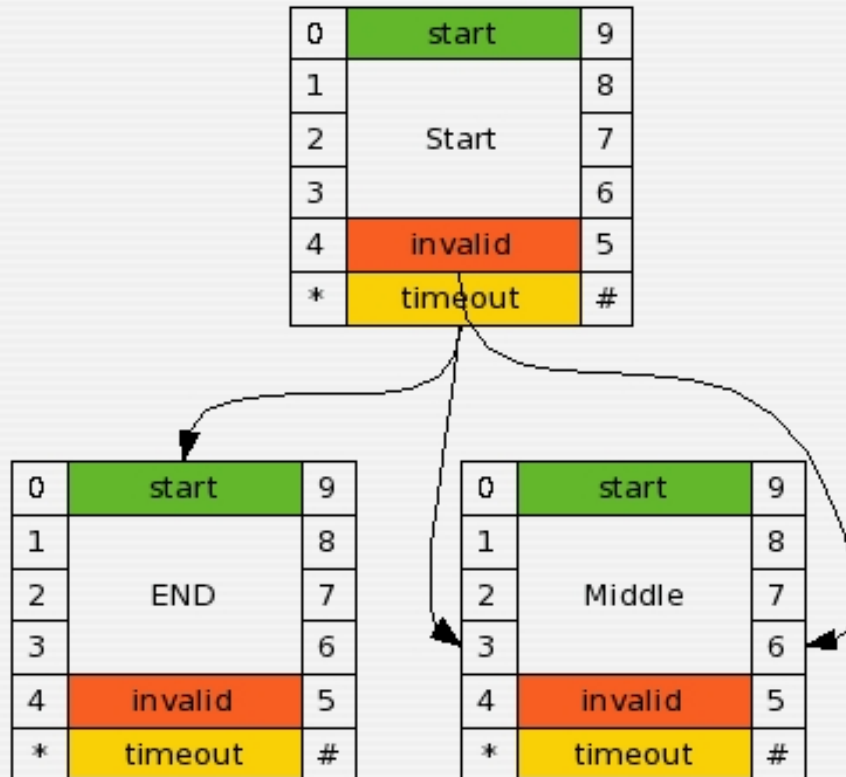 0 start 9
1 8
2 Start 7
3 6
4 invalid 5
* timeout #
0 start 9
1 8
2 END 7
3 6
4 invalid 5
* timeout #
0 start 9
1 8
2 Middle 7
3 6
4 invalid 5
* timeout #